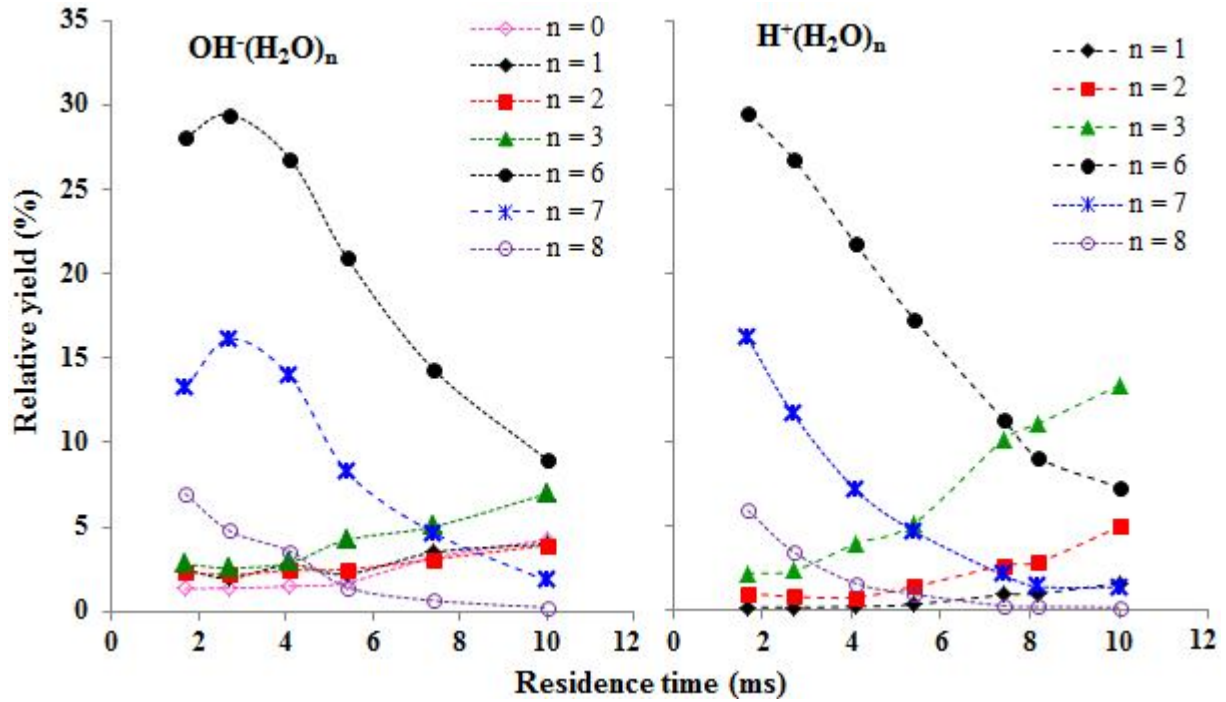 Relative yield (%)
35
30
25
20
15
10
5
0
OH⁻(H₂O)ₙ
n = 0
n = 1
n = 2
n = 3
n = 6
n = 7
n = 8
0 2 4 6 8 10 12
H⁺(H₂O)ₙ
n = 1
n = 2
n = 3
n = 6
n = 7
n = 8
0 2 4 6 8 10 12
Residence time (ms)